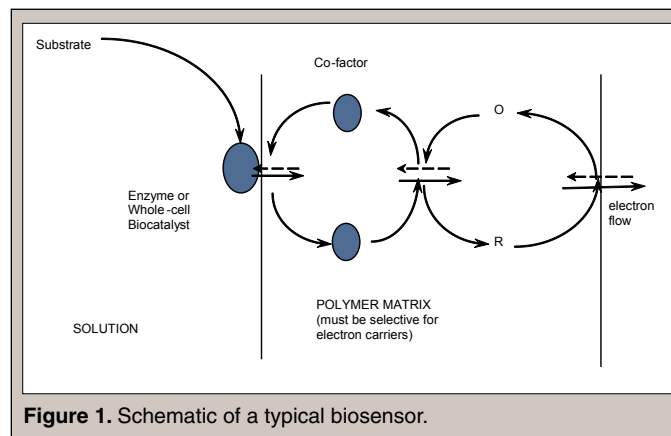 Substrate
Co-factor
O
Enzyme or
Whole-cell
Biocatalyst
electron
flow
R
POLYMER MATRIX
(must be selective for
electron carriers)
SOLUTION
Figure 1. Schematic of a typical biosensor.